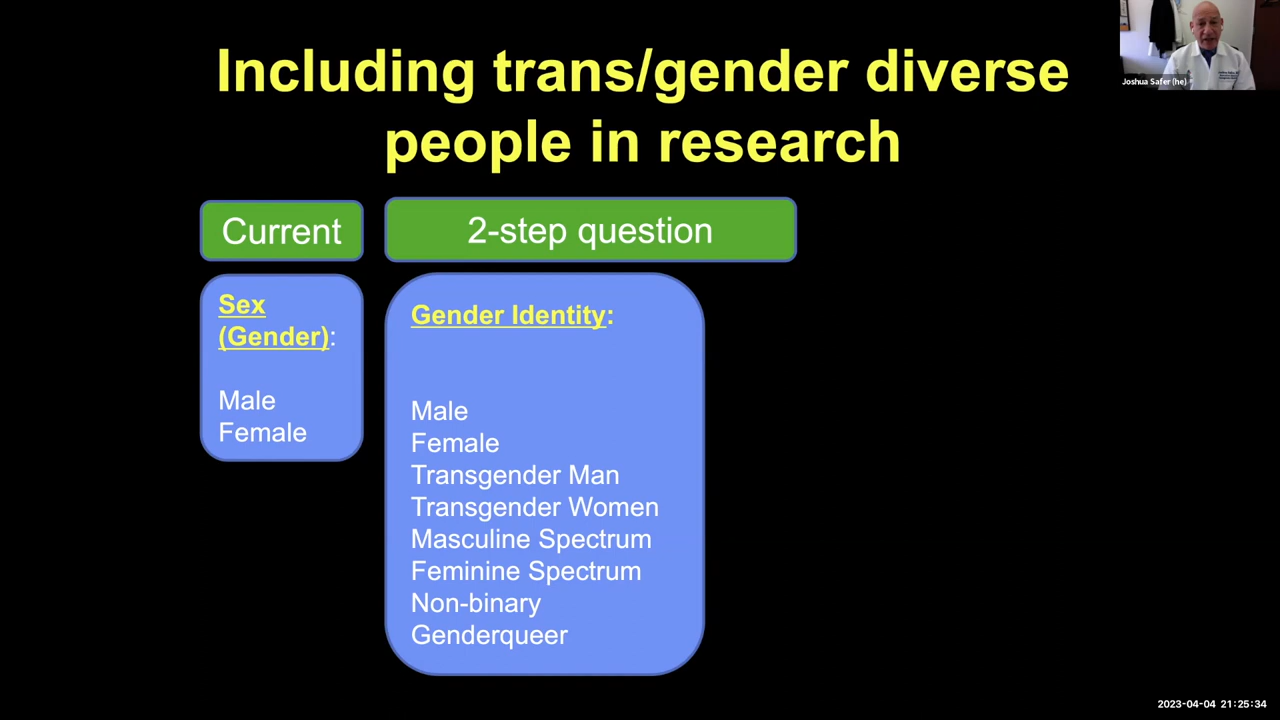 Including trans/gender diverse
people in research
Joshua Safer (he)
Current
2-step question
Sex
(Gender):
Male
Female
Gender Identity:
Male
Female
Transgender Man
Transgender Women
Masculine Spectrum
Feminine Spectrum
Non-binary
Genderqueer
2023-04-04 21:25:34